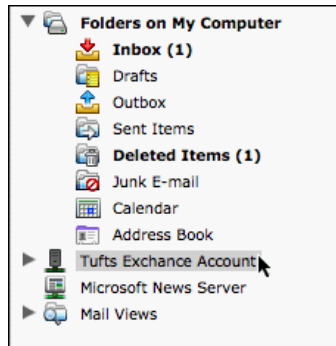 Folders on My Computer
Inbox (1)
Drafts
Outbox
Sent Items
Deleted Items (1)
Junk E-mail
Calendar
Address Book
Tufts Exchance Account
Microsoft News Server
Mail Views